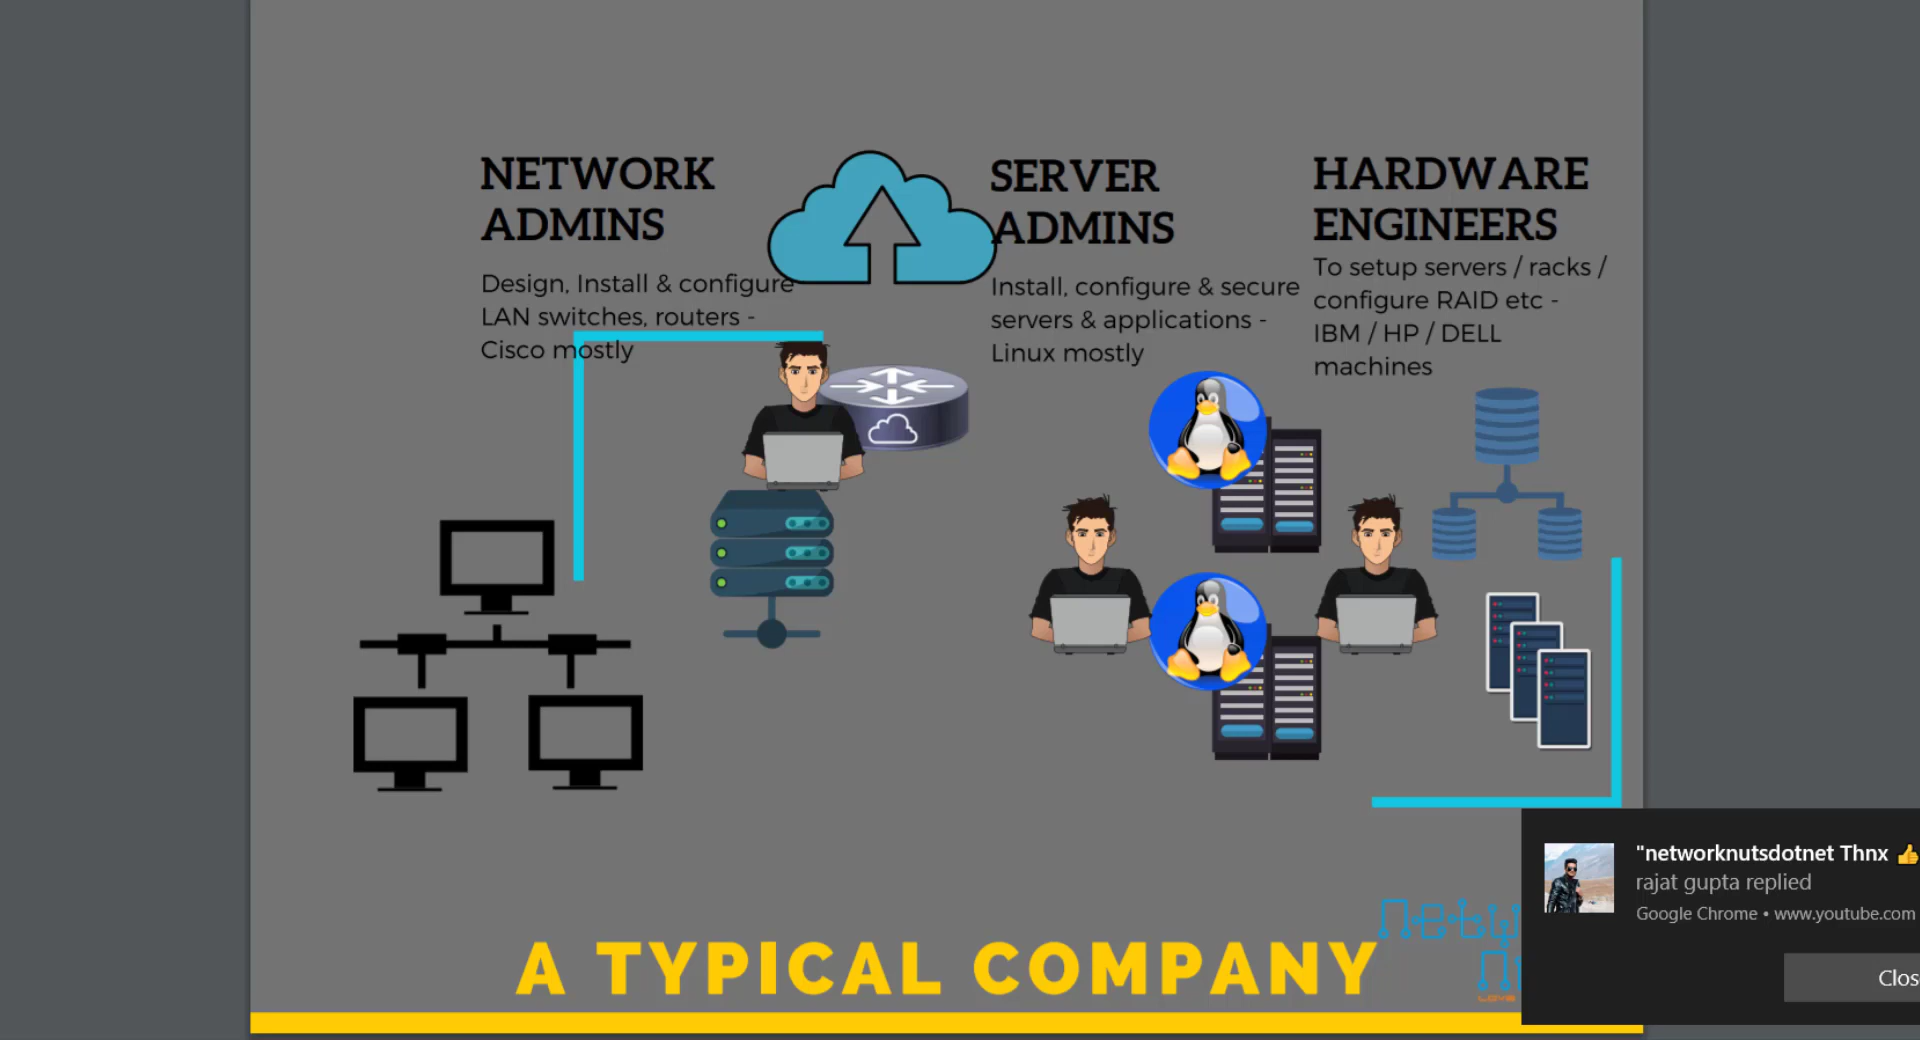 NETWORK
ADMINS
Design, Install & configure
LAN switches, routers -
Cisco mostly
SERVER
ADMINS
Install, configure & secure
servers & applications -
Linux mostly
HARDWARE
ENGINEERS
To setup servers / racks /
configure RAID etc -
IBM / HP / DELL
machines
A TYPICAL COMPANY
"networknutsdotnet Thnx 👍
rajat gupta replied
Google Chrome • www.youtube.com